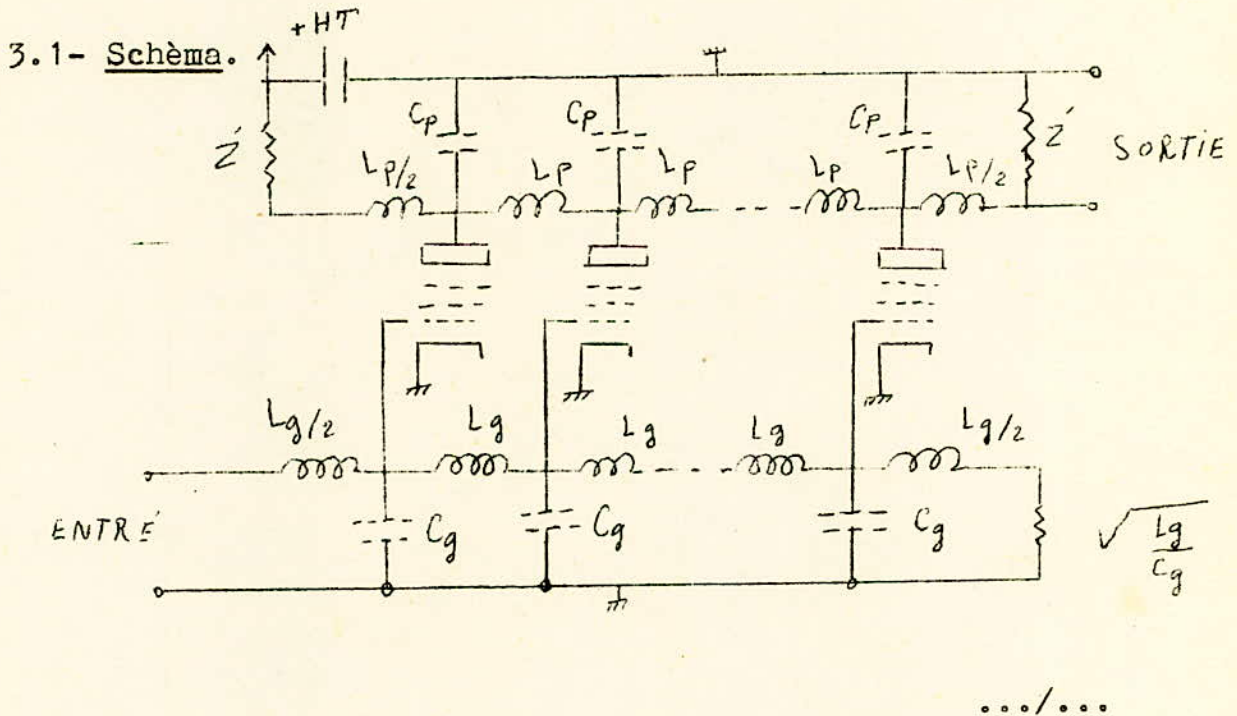 +HT
3.1- Schèma.
Cp Cp Cp
Z' Z' SORTIE
Lp/2 Lp Lp Lp Lp/2
Lg/2 Lg Lg Lg Lg/2
ENTRÉ Cg Cg Cg √Lg/Cg
.../...